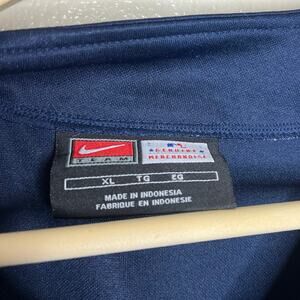 TEAM
GENUINE
MERCHANDISE
XL TG EG
MADE IN INDONESIA
FABRIQUE EN INDONESIE